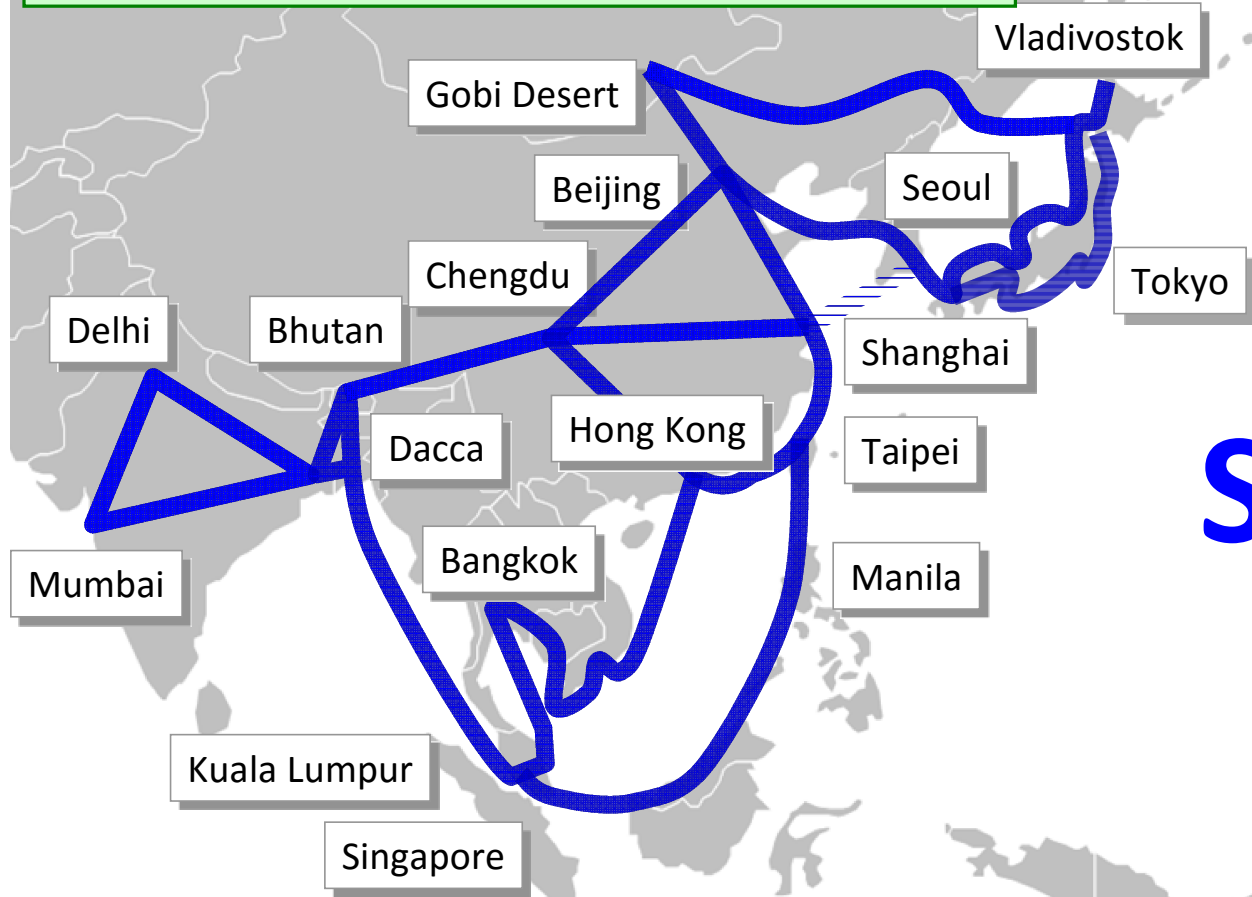 Vladivostok
Gobi Desert
Beijing
Seoul
Chengdu
Tokyo
Delhi
Bhutan
Shanghai
Dacca
Hong Kong
Taipei
S
Bangkok
Manila
Mumbai
Kuala Lumpur
Singapore